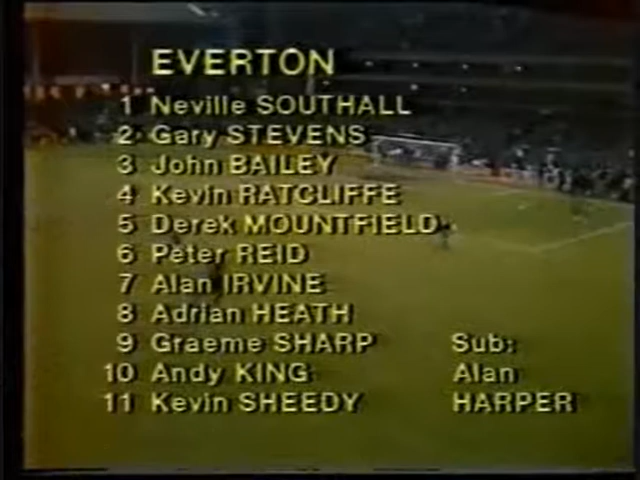 EVERTON
1 Neville SOUTHALL
2 Gary STEVENS
3 John BAILEY
4 Kevin RATCLIFFE
5 Derek MOUNTFIELD
6 Peter REID
7 Alan IRVINE
8 Adrian HEATH
9 Graeme SHARP
10 Andy KING
11 Kevin SHEEDY
Sub:
Alan
HARPER